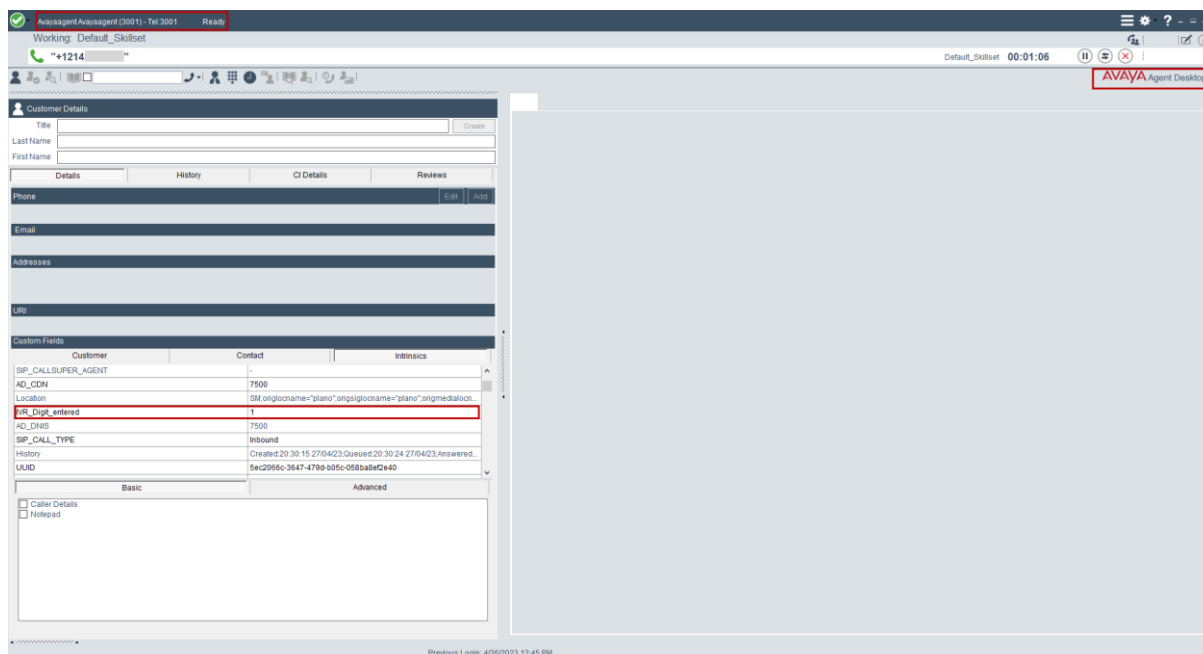 Avayaagent Avayaagent (3001) - Tel:3001 Ready
Working: Default_Skillset
"+1214 "
Default_Skillset 00:01:06
AVAYA Agent Desktop
Customer Details
Title Create
Last Name
First Name
Details History CI Details Reviews
Phone Edit Add
Email
Addresses
URI
Custom Fields
Customer Contact Intrinsics
SIP_CALLSUPER_AGENT -
AD_CDN 7500
Location SM;origlocname="plano";origsiglocname="plano";origmedialocn...
IVR_Digit_entered 1
AD_DNIS 7500
SIP_CALL_TYPE Inbound
History Created:20:30:15 27/04/23;Queued:20:30:24 27/04/23;Answered...
UUID 5ec2066c-3647-479d-b05c-058ba8ef2e40
Basic Advanced
Caller Details
Notepad
Previous Login: 4/26/2023 12:45 PM